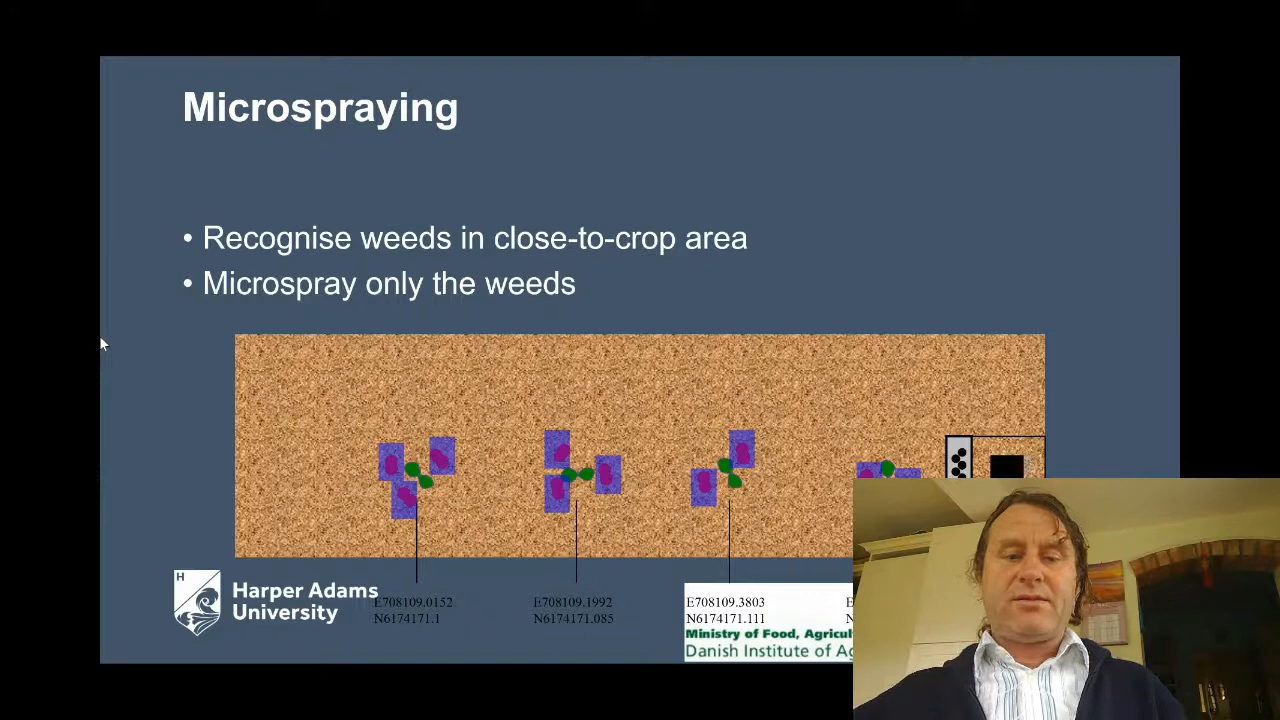 Microspraying
• Recognise weeds in close-to-crop area
• Microspray only the weeds
H
Harper Adams
University
E708109.0152
N6174171.1
E708109.1992
N6174171.085
E708109.3803
N6174171.111
E
N
Ministry of Food, Agricul
Danish Institute of Ag